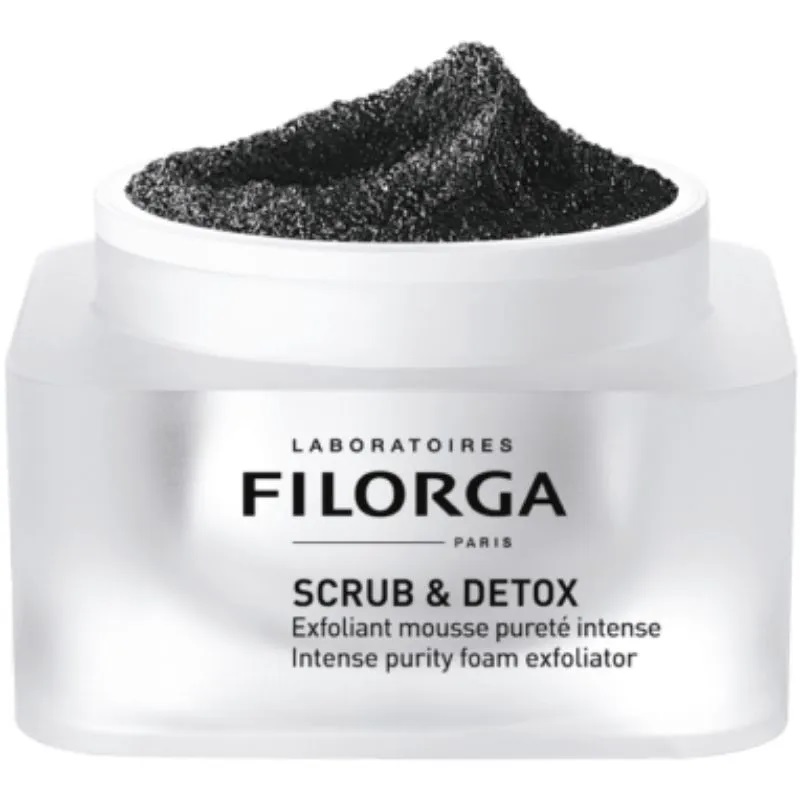 LABORATOIRES
FILORGA
PARIS
SCRUB & DETOX
Exfoliant mousse pureté intense
Intense purity foam exfoliator